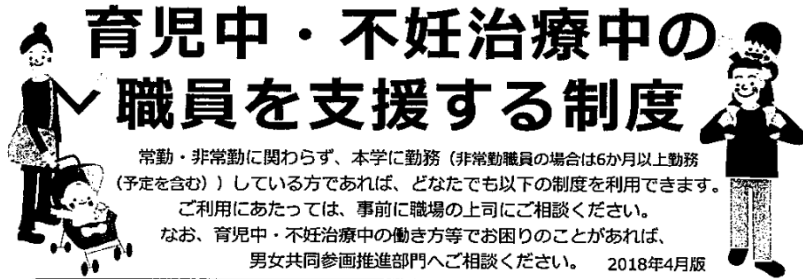 育児中・不妊治療中の
職員を支援する制度
常勤・非常勤に関わらず、本学に勤務（非常勤職員の場合は6か月以上勤務
（予定を含む））している方であれば、どなたでも以下の制度を利用できます。
ご利用にあたっては、事前に職場の上司にご相談ください。
なお、育児中・不妊治療中の働き方等でお困りのことがあれば、
男女共同参画推進部門へご相談ください。 2018年4月版